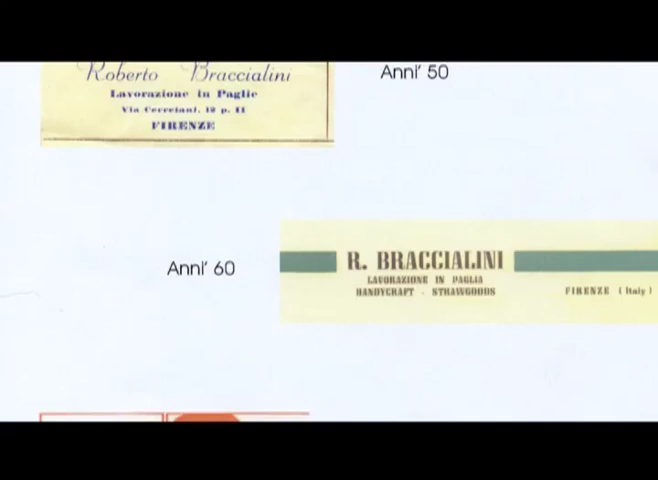 Roberto Braccialini
Anni' 50
Lavorazione in Paglie
Via Cerretani, 12 p. II
FIRENZE
Anni' 60
R. BRACCIALINI
LAVORAZIONE IN PAGLIA
HANDYCRAFT - STRAWGOODS
FIRENZE ( Italy )